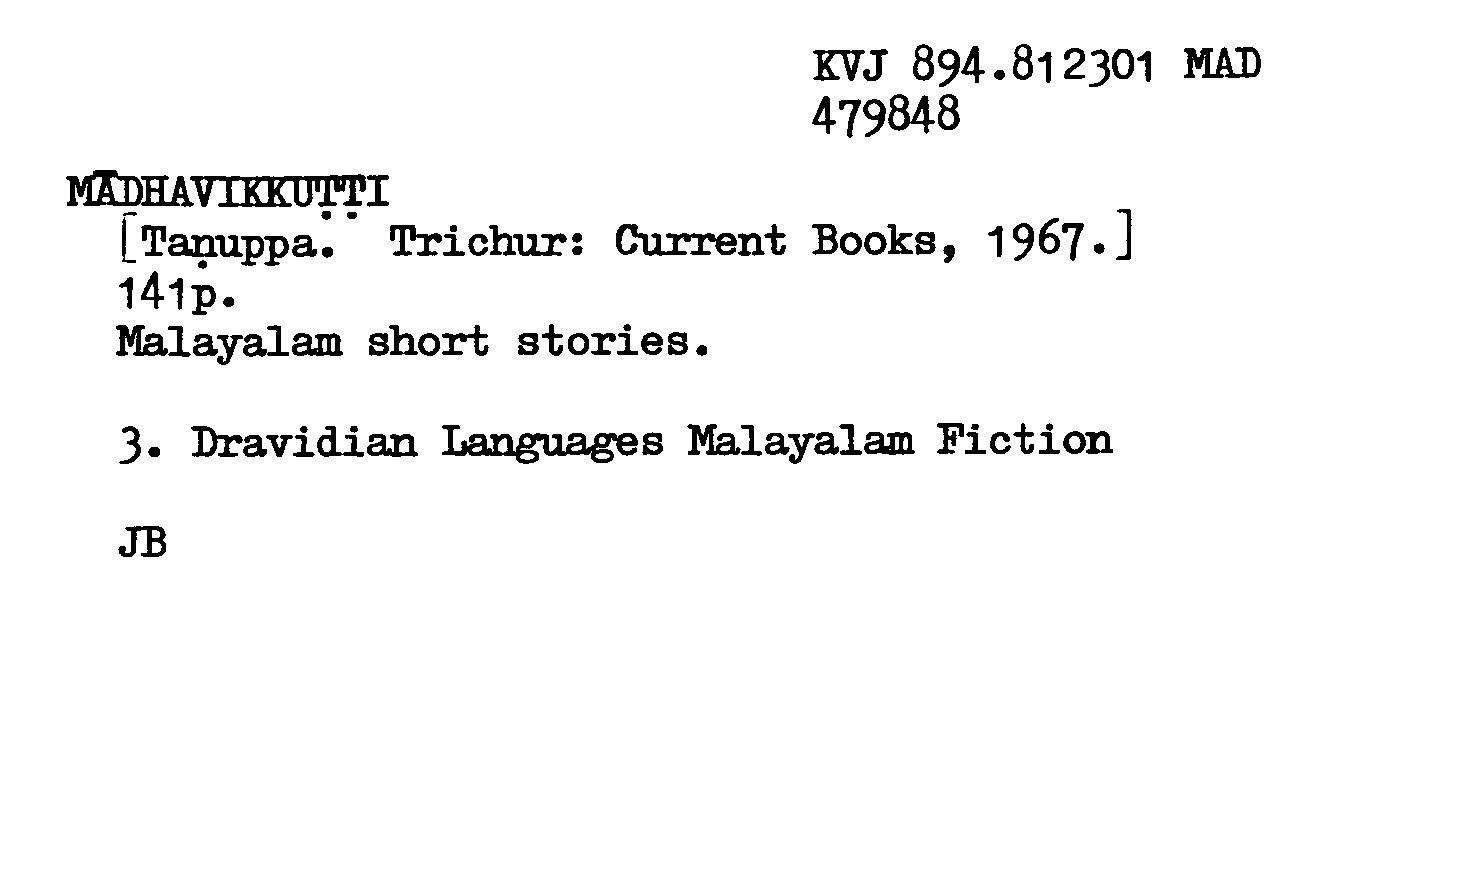 KVJ 894.812301 MAD
479848
MĀDHAVIKKUṬṬI
[Taṇuppa. Trichur: Current Books, 1967.]
141p.
Malayalam short stories.
3. Dravidian Languages Malayalam Fiction
JB